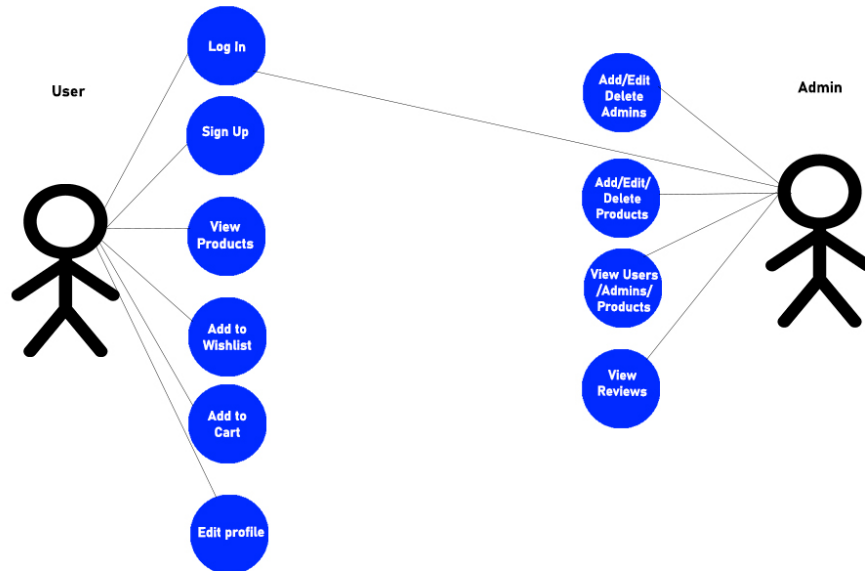 User
Log In
Sign Up
View
Products
Add to
Wishlist
Add to
Cart
Edit profile
Add/Edit
Delete
Admins
Add/Edit/
Delete
Products
View Users
/Admins/
Products
View
Reviews
Admin